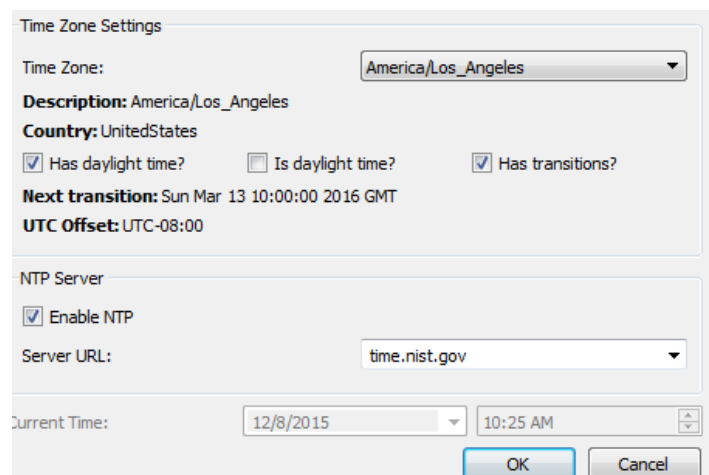 Time Zone Settings
Time Zone: America/Los_Angeles
Description: America/Los_Angeles
Country: UnitedStates
Has daylight time? Is daylight time? Has transitions?
Next transition: Sun Mar 13 10:00:00 2016 GMT
UTC Offset: UTC-08:00
NTP Server
Enable NTP
Server URL: time.nist.gov
Current Time: 12/8/2015 10:25 AM
OK Cancel